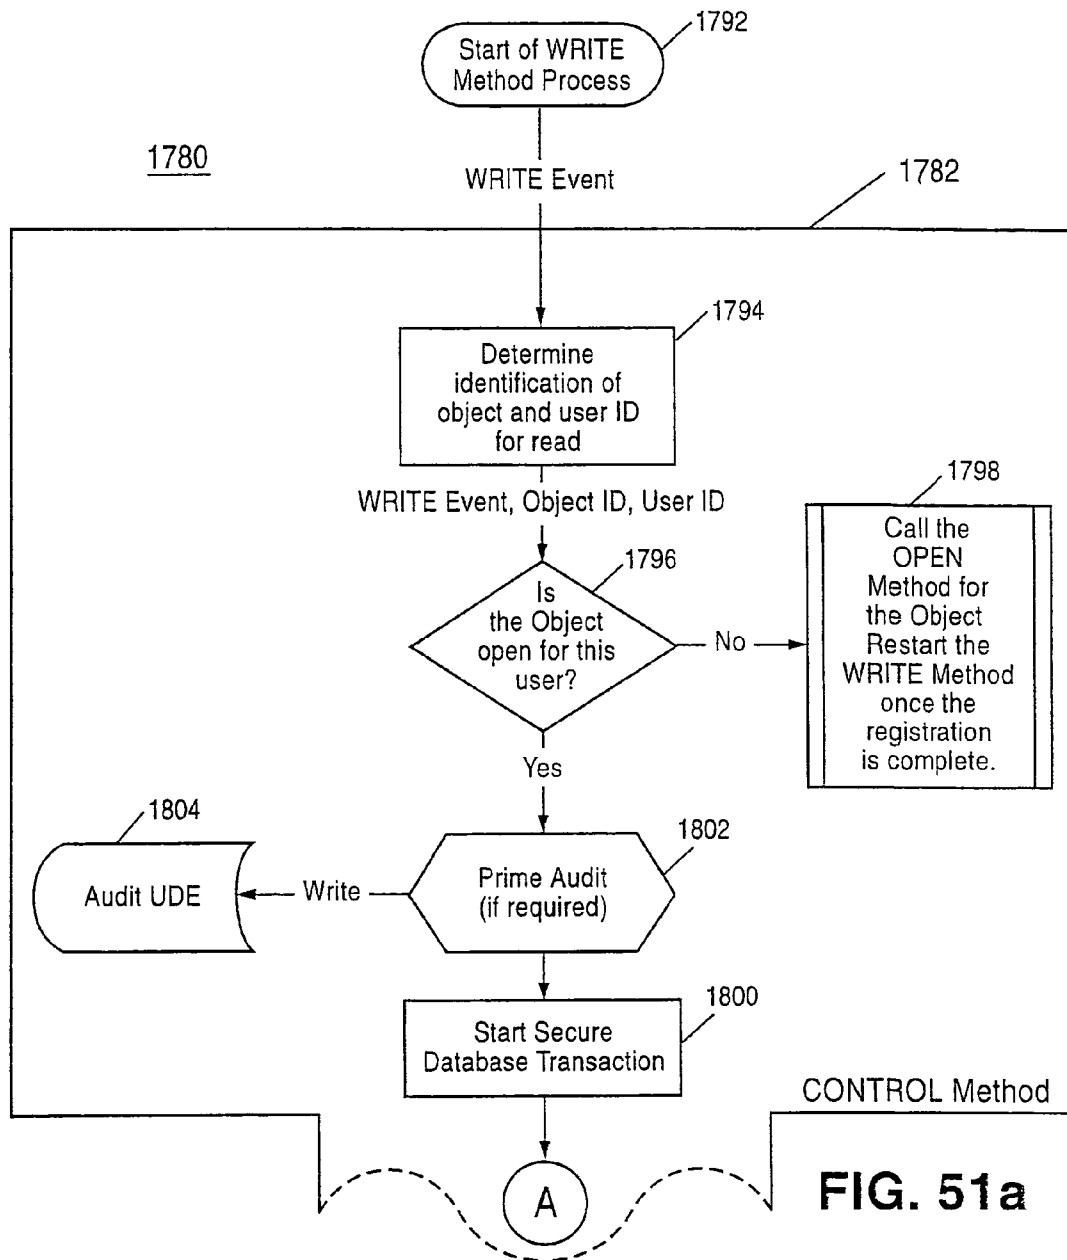 1792
Start of WRITE
Method Process
1780
WRITE Event
1782
1794
Determine
identification of
object and user ID
for read
WRITE Event, Object ID, User ID
1798
1796
Is
the Object
open for this
user?
No
Call the
OPEN
Method for
the Object
Restart the
WRITE Method
once the
registration
is complete.
Yes
1804
1802
Audit UDE
Write
Prime Audit
(if required)
1800
Start Secure
Database Transaction
CONTROL Method
A
FIG. 51a